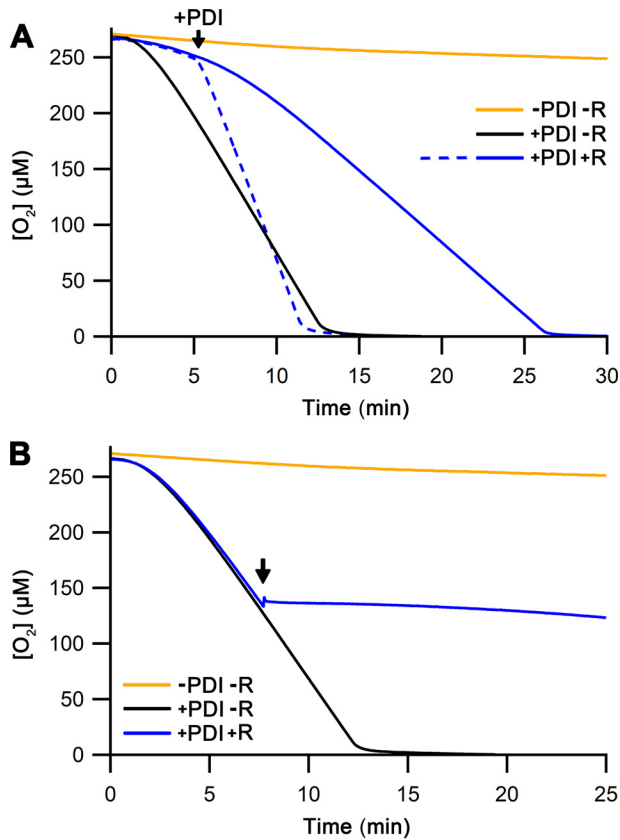 A
+PDI
250
200
150
100
50
0
[O₂] (µM)
-PDI -R
+PDI -R
+PDI +R
0 5 10 15 20 25 30
Time (min)
B
250
200
150
100
50
0
[O₂] (µM)
-PDI -R
+PDI -R
+PDI +R
0 5 10 15 20 25
Time (min)